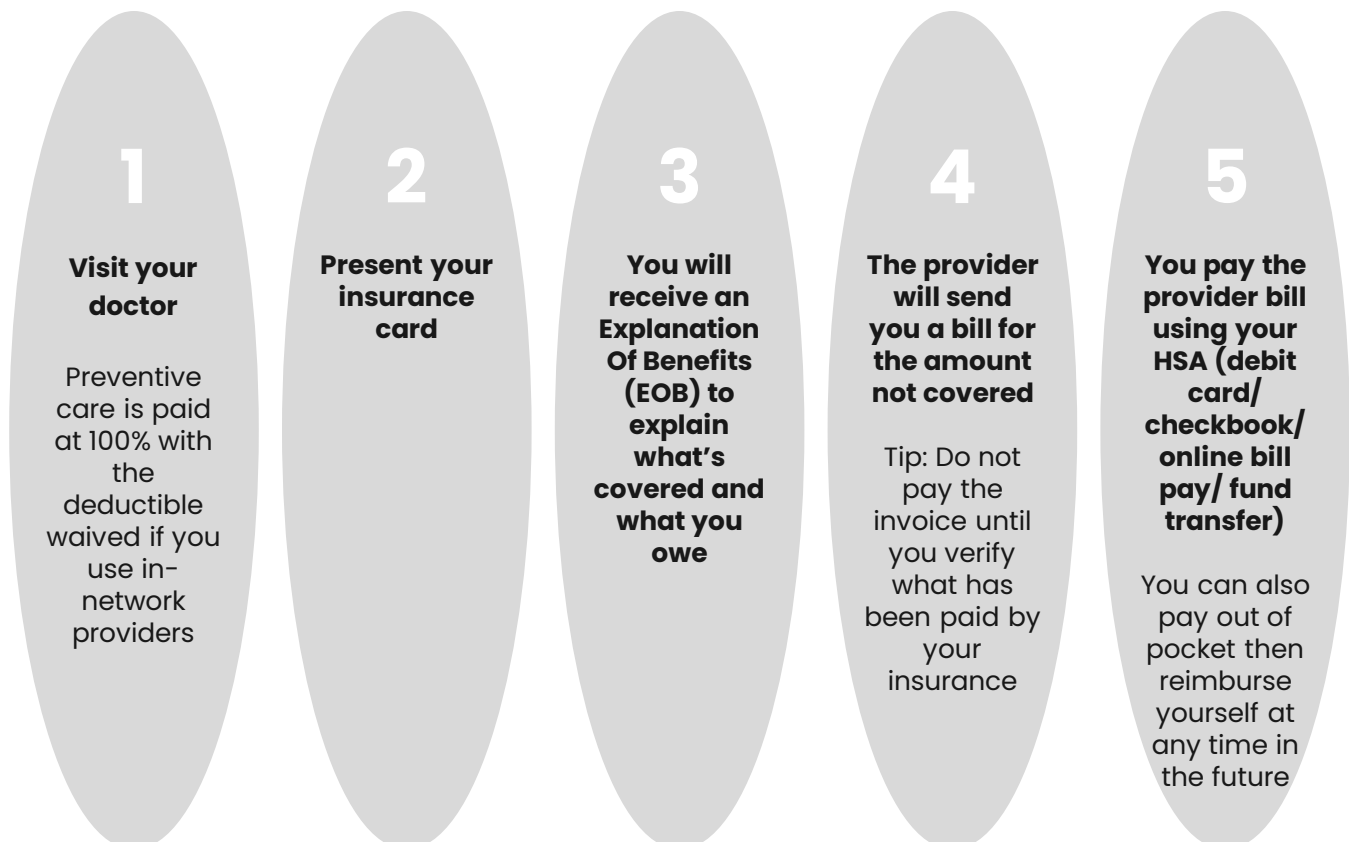 1
Visit your
doctor
Preventive
care is paid
at 100% with
the
deductible
waived if you
use in-
network
providers
2
Present your
insurance
card
3
You will
receive an
Explanation
Of Benefits
(EOB) to
explain
what's
covered and
what you
owe
4
The provider
will send
you a bill for
the amount
not covered
Tip: Do not
pay the
invoice until
you verify
what has
been paid by
your
insurance
5
You pay the
provider bill
using your
HSA (debit
card/
checkbook/
online bill
pay/ fund
transfer)
You can also
pay out of
pocket then
reimburse
yourself at
any time in
the future